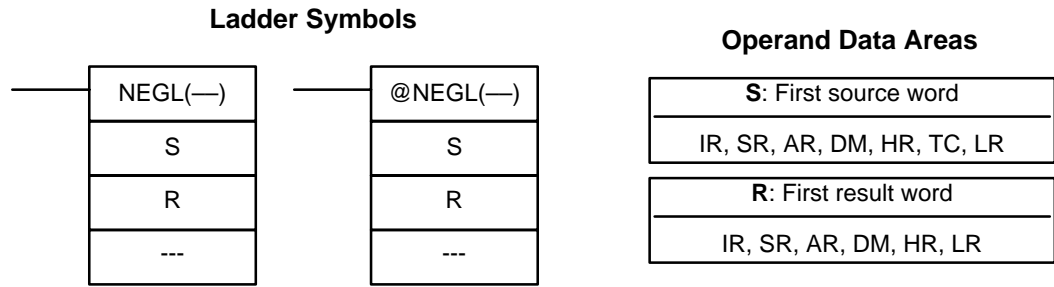 Ladder Symbols
NEGL(––)
S
R
---
@NEGL(––)
S
R
---
Operand Data Areas
S: First source word
IR, SR, AR, DM, HR, TC, LR
R: First result word
IR, SR, AR, DM, HR, LR